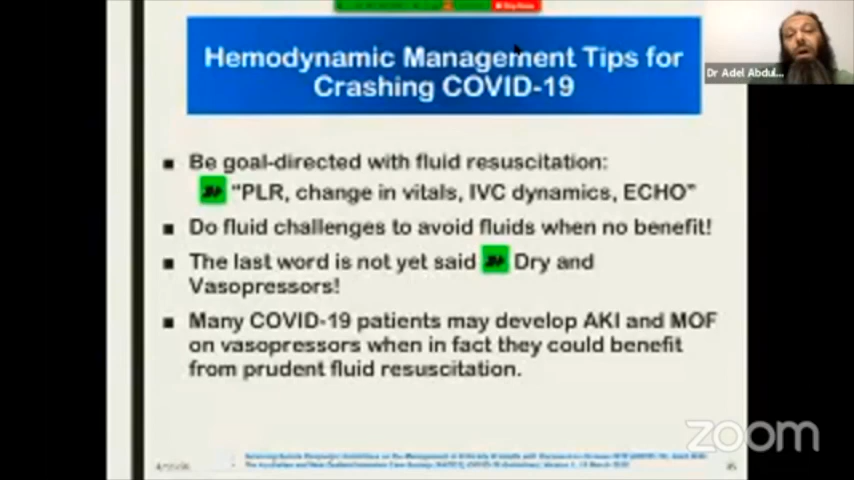 Hemodynamic Management Tips for
Crashing COVID-19
Dr Adel Abdul...
Be goal-directed with fluid resuscitation:
"PLR, change in vitals, IVC dynamics, ECHO"
Do fluid challenges to avoid fluids when no benefit!
The last word is not yet said Dry and
Vasopressors!
Many COVID-19 patients may develop AKI and MOF
on vasopressors when in fact they could benefit
from prudent fluid resuscitation.
zoom